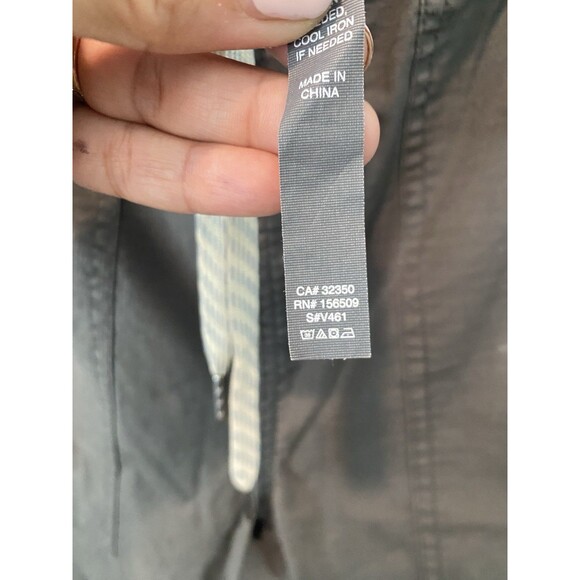 COOL IRON
IF NEEDED
MADE IN
CHINA
CA# 32350
RN# 156509
S#V461